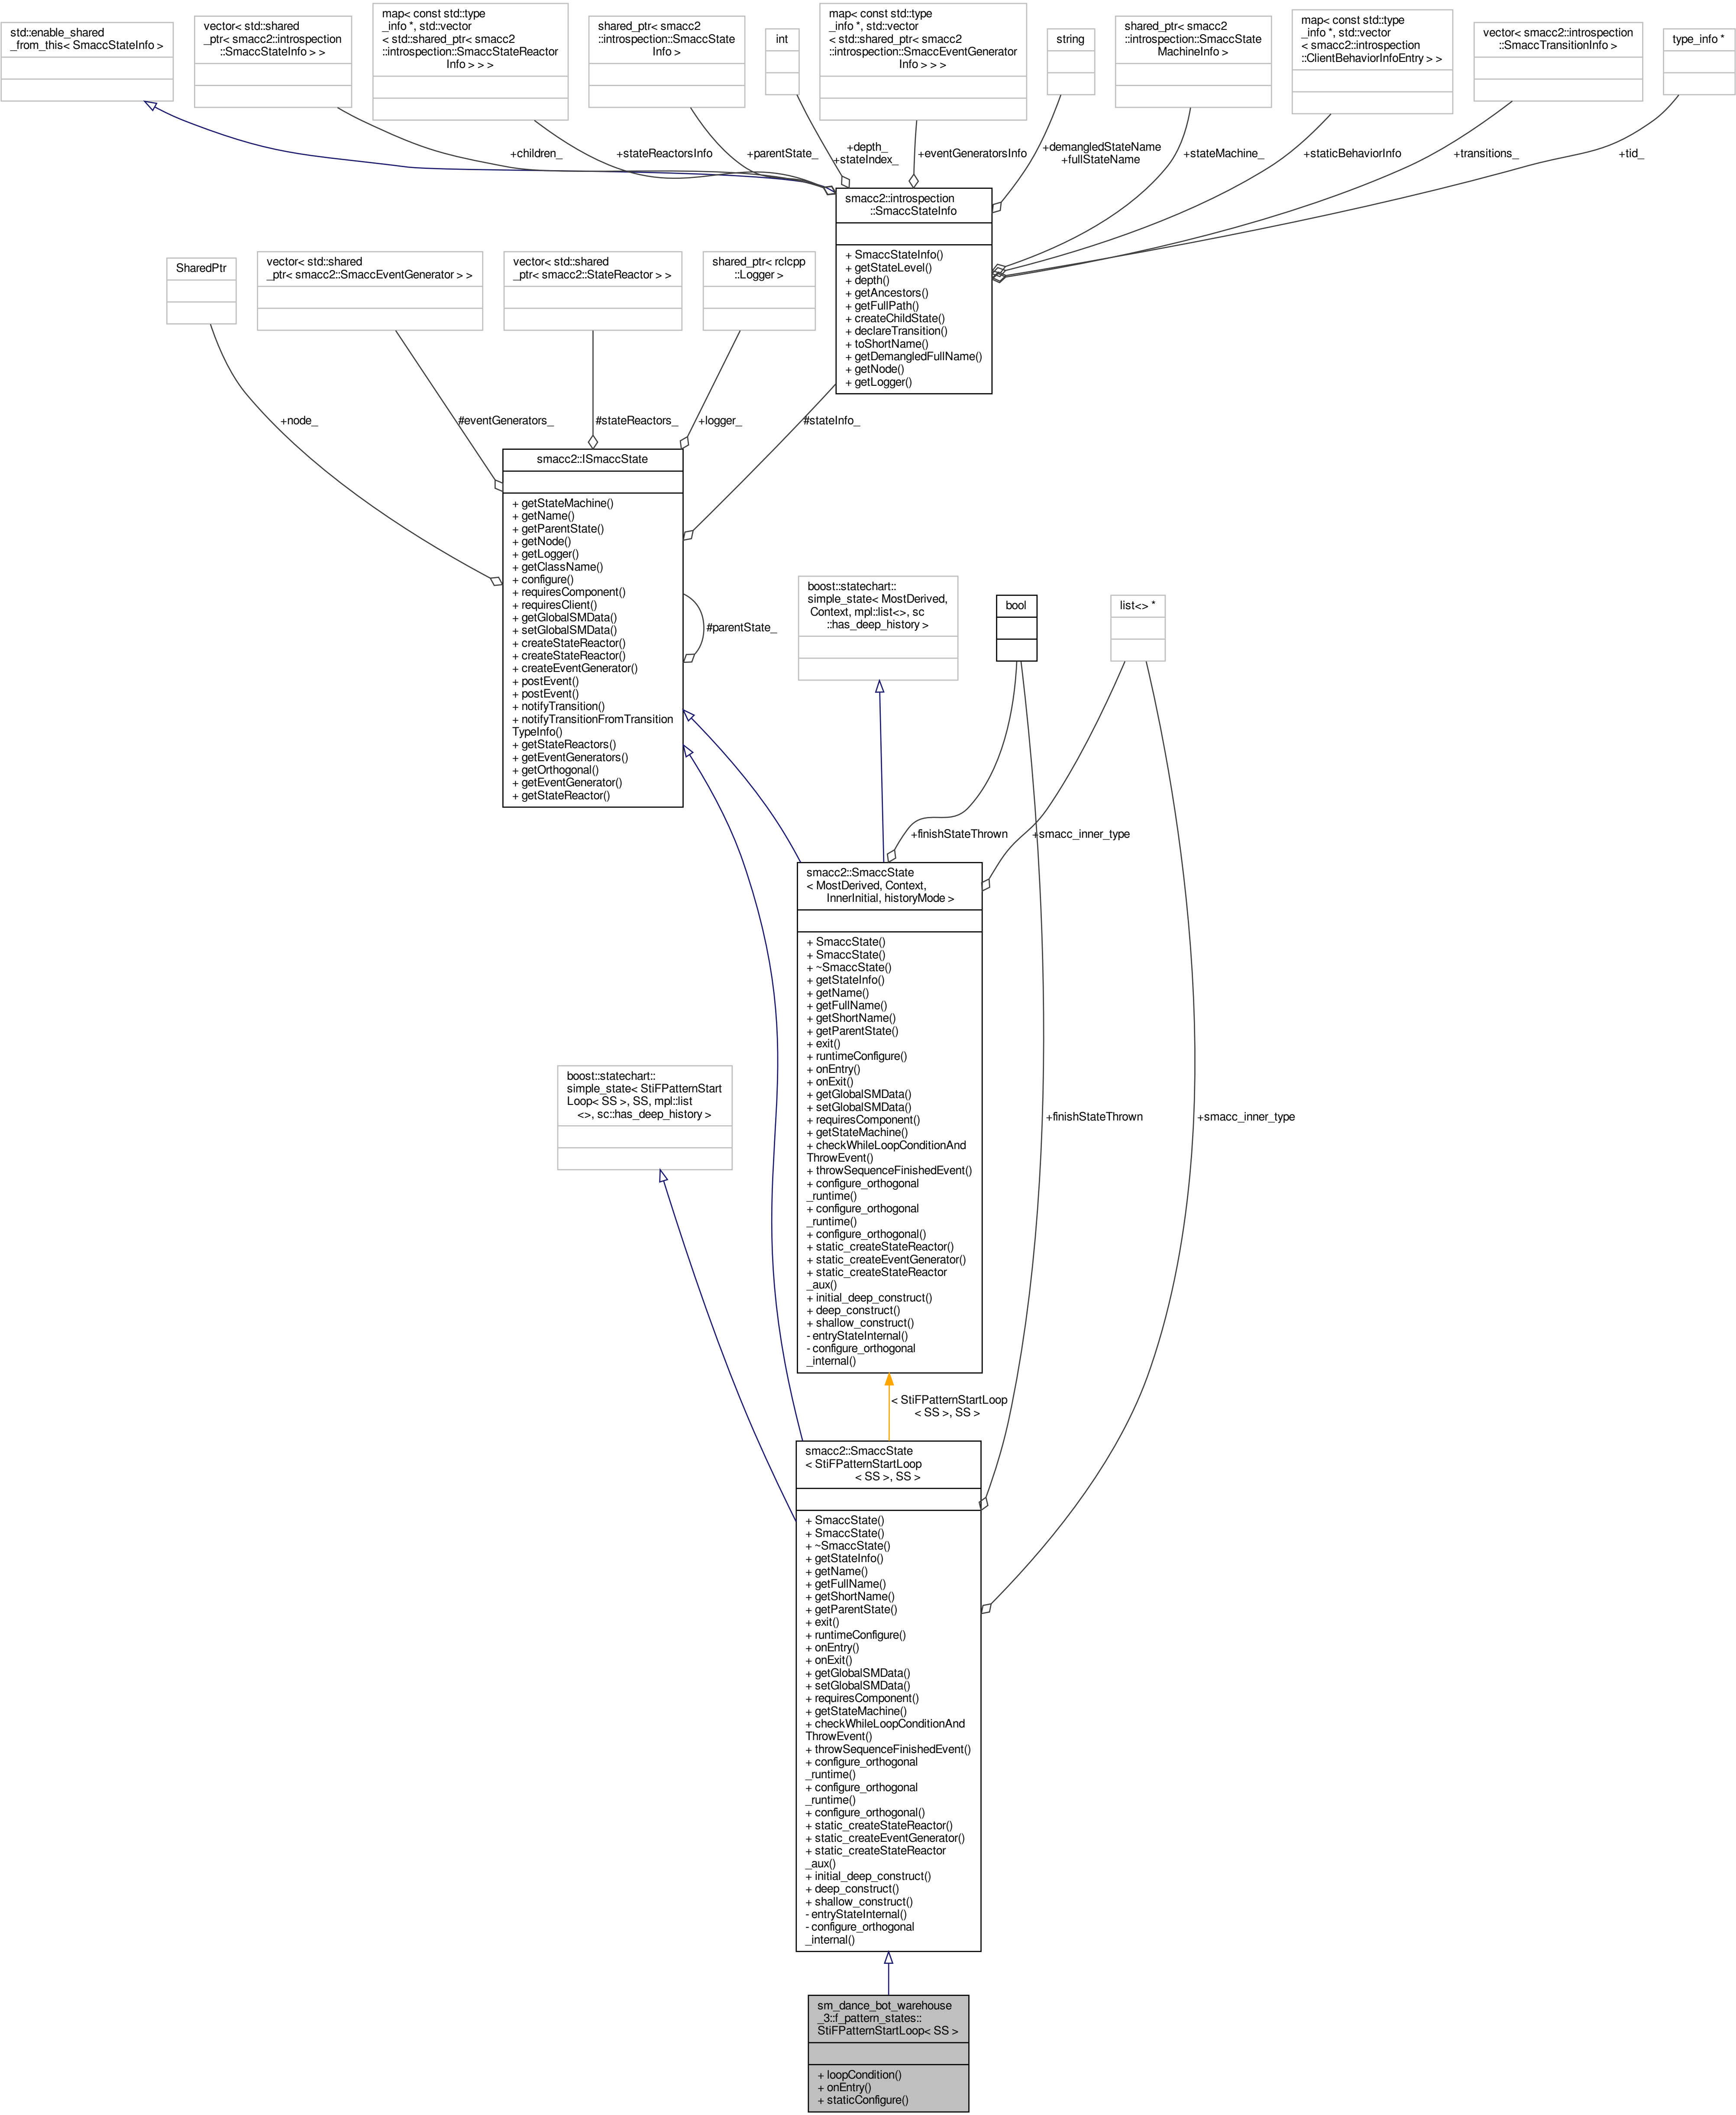 std::enable_shared
_from_this< SmaccStateInfo >
vector< std::shared
_ptr< smacc2::introspection
::SmaccStateInfo > >
map< const std::type
_info *, std::vector
< std::shared_ptr< smacc2
::introspection::SmaccStateReactor
Info > > >
shared_ptr< smacc2
::introspection::SmaccState
Info >
int
map< const std::type
_info *, std::vector
< std::shared_ptr< smacc2
::introspection::SmaccEventGenerator
Info > > >
string
shared_ptr< smacc2
::introspection::SmaccState
MachineInfo >
map< const std::type
_info *, std::vector
< smacc2::introspection
::ClientBehaviorInfoEntry > >
vector< smacc2::introspection
::SmaccTransitionInfo >
type_info *
+children_
+stateReactorsInfo
+parentState_
+depth_
+stateIndex_
+eventGeneratorsInfo
+demangledStateName
+fullStateName
+stateMachine_
+staticBehaviorInfo
+transitions_
+tid_
smacc2::introspection
::SmaccStateInfo
+ SmaccStateInfo()
+ getStateLevel()
+ depth()
+ getAncestors()
+ getFullPath()
+ createChildState()
+ declareTransition()
+ toShortName()
+ getDemangledFullName()
+ getNode()
+ getLogger()
SharedPtr
vector< std::shared
_ptr< smacc2::SmaccEventGenerator > >
vector< std::shared
_ptr< smacc2::StateReactor > >
shared_ptr< rclcpp
::Logger >
+node_
#eventGenerators_
#stateReactors_
+logger_
#stateInfo_
smacc2::ISmaccState
+ getStateMachine()
+ getName()
+ getParentState()
+ getNode()
+ getLogger()
+ getClassName()
+ configure()
+ requiresComponent()
+ requiresClient()
+ getGlobalSMData()
+ setGlobalSMData()
+ createStateReactor()
+ createStateReactor()
+ createEventGenerator()
+ postEvent()
+ postEvent()
+ notifyTransition()
+ notifyTransitionFromTransition
TypeInfo()
+ getStateReactors()
+ getEventGenerators()
+ getOrthogonal()
+ getEventGenerator()
+ getStateReactor()
#parentState_
boost::statechart::
simple_state< MostDerived,
Context, mpl::list<>, sc
::has_deep_history >
bool
list<> *
+finishStateThrown
+smacc_inner_type
smacc2::SmaccState
< MostDerived, Context,
InnerInitial, historyMode >
+ SmaccState()
+ SmaccState()
+ ~SmaccState()
+ getStateInfo()
+ getName()
+ getFullName()
+ getShortName()
+ getParentState()
+ exit()
+ runtimeConfigure()
+ onEntry()
+ onExit()
+ getGlobalSMData()
+ setGlobalSMData()
+ requiresComponent()
+ getStateMachine()
+ checkWhileLoopConditionAnd
ThrowEvent()
+ throwSequenceFinishedEvent()
+ configure_orthogonal
_runtime()
+ configure_orthogonal
_runtime()
+ configure_orthogonal()
+ static_createStateReactor()
+ static_createEventGenerator()
+ static_createStateReactor
_aux()
+ initial_deep_construct()
+ deep_construct()
+ shallow_construct()
- entryStateInternal()
- configure_orthogonal
_internal()
boost::statechart::
simple_state< StiFPatternStart
Loop< SS >, SS, mpl::list
<>, sc::has_deep_history >
+finishStateThrown
+smacc_inner_type
< StiFPatternStartLoop
< SS >, SS >
smacc2::SmaccState
< StiFPatternStartLoop
< SS >, SS >
+ SmaccState()
+ SmaccState()
+ ~SmaccState()
+ getStateInfo()
+ getName()
+ getFullName()
+ getShortName()
+ getParentState()
+ exit()
+ runtimeConfigure()
+ onEntry()
+ onExit()
+ getGlobalSMData()
+ setGlobalSMData()
+ requiresComponent()
+ getStateMachine()
+ checkWhileLoopConditionAnd
ThrowEvent()
+ throwSequenceFinishedEvent()
+ configure_orthogonal
_runtime()
+ configure_orthogonal
_runtime()
+ configure_orthogonal()
+ static_createStateReactor()
+ static_createEventGenerator()
+ static_createStateReactor
_aux()
+ initial_deep_construct()
+ deep_construct()
+ shallow_construct()
- entryStateInternal()
- configure_orthogonal
_internal()
sm_dance_bot_warehouse
_3::f_pattern_states::
StiFPatternStartLoop< SS >
+ loopCondition()
+ onEntry()
+ staticConfigure()